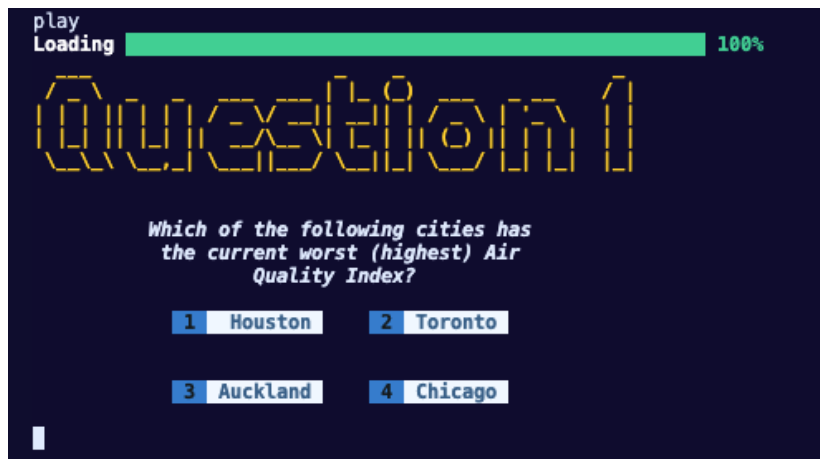 play
Loading 100%
Question 1
Which of the following cities has
the current worst (highest) Air
Quality Index?
1 Houston 2 Toronto
3 Auckland 4 Chicago